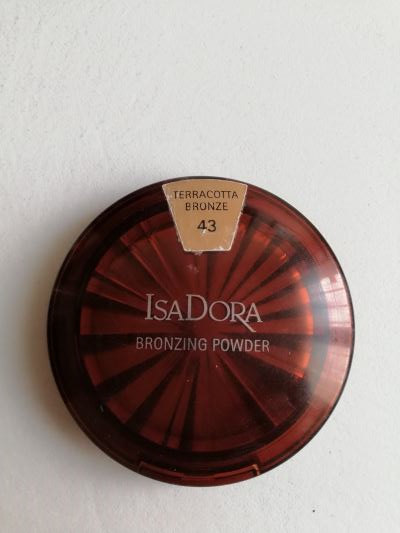 TERRACOTTA
BRONZE
43
ISADORA
BRONZING POWDER